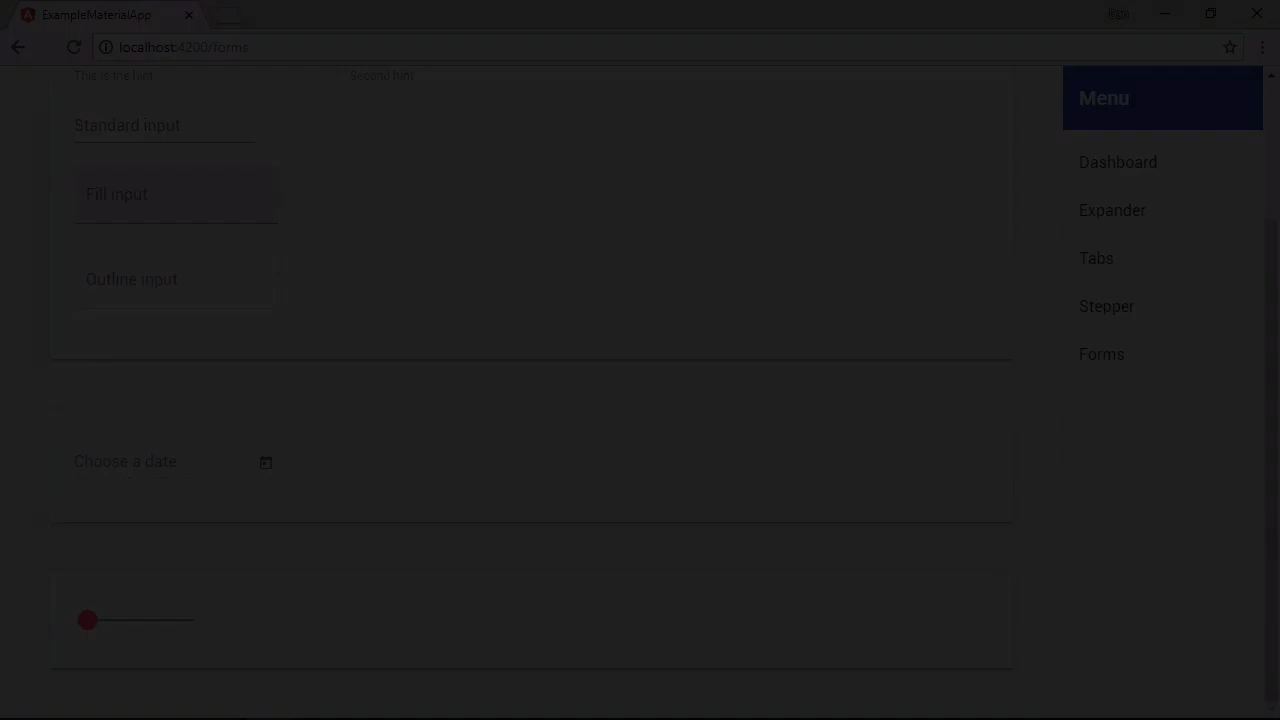 ExampleMaterialApp
localhost:4200/forms
This is the hint
Second hint
Standard input
Fill input
Outline input
Choose a date
Menu
Dashboard
Expander
Tabs
Stepper
Forms